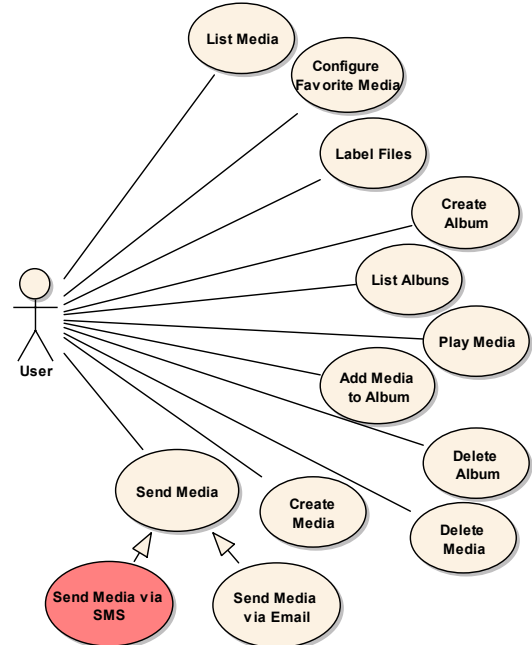 List Media
Configure
Favorite Media
Label Files
Create
Album
List Albuns
Play Media
User
Add Media
to Album
Delete
Album
Send Media
Create
Media
Delete
Media
Send Media via
SMS
Send Media
via Email